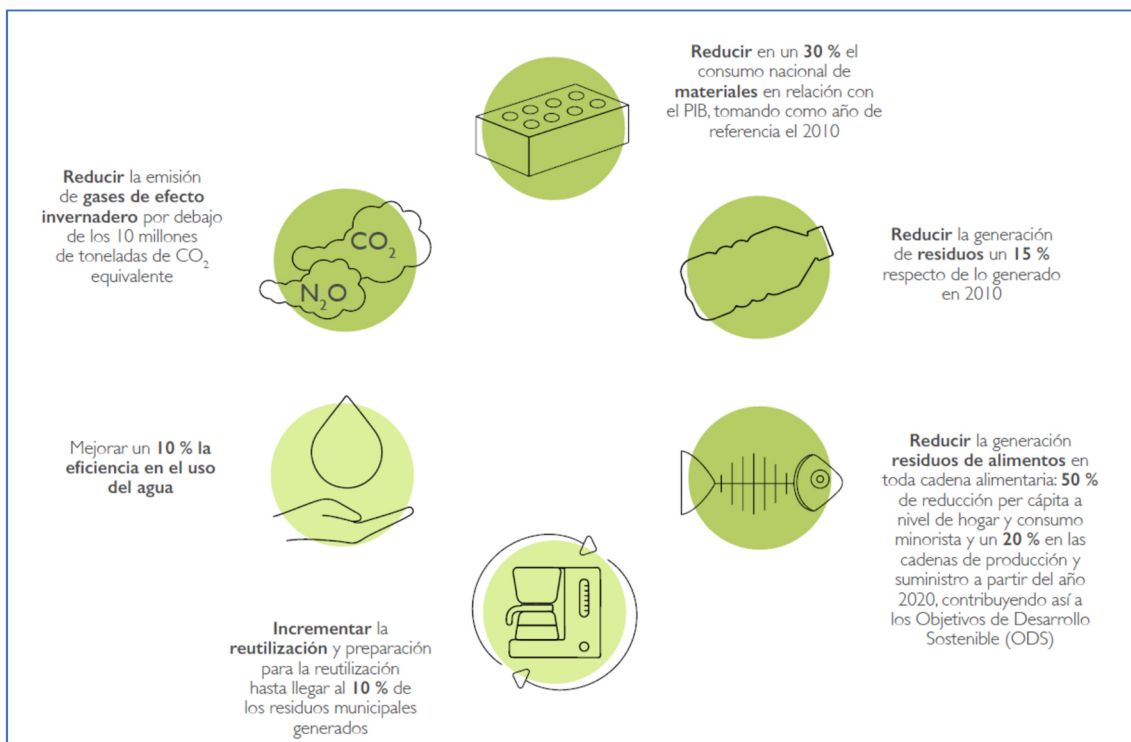 Reducir en un 30 % el
consumo nacional de
materiales en relación con
el PIB, tomando como año de
referencia el 2010
Reducir la emisión
de gases de efecto
invernadero por debajo
de los 10 millones
de toneladas de CO₂
equivalente
CO₂
N₂O
Reducir la generación
de residuos un 15 %
respecto de lo generado
en 2010
Mejorar un 10 % la
eficiencia en el uso
del agua
Reducir la generación
residuos de alimentos en
toda cadena alimentaria: 50 %
de reducción per cápita a
nivel de hogar y consumo
minorista y un 20 % en las
cadenas de producción y
suministro a partir del año
2020, contribuyendo así a
los Objetivos de Desarrollo
Sostenible (ODS)
Incrementar la
reutilización y preparación
para la reutilización
hasta llegar al 10 % de
los residuos municipales
generados